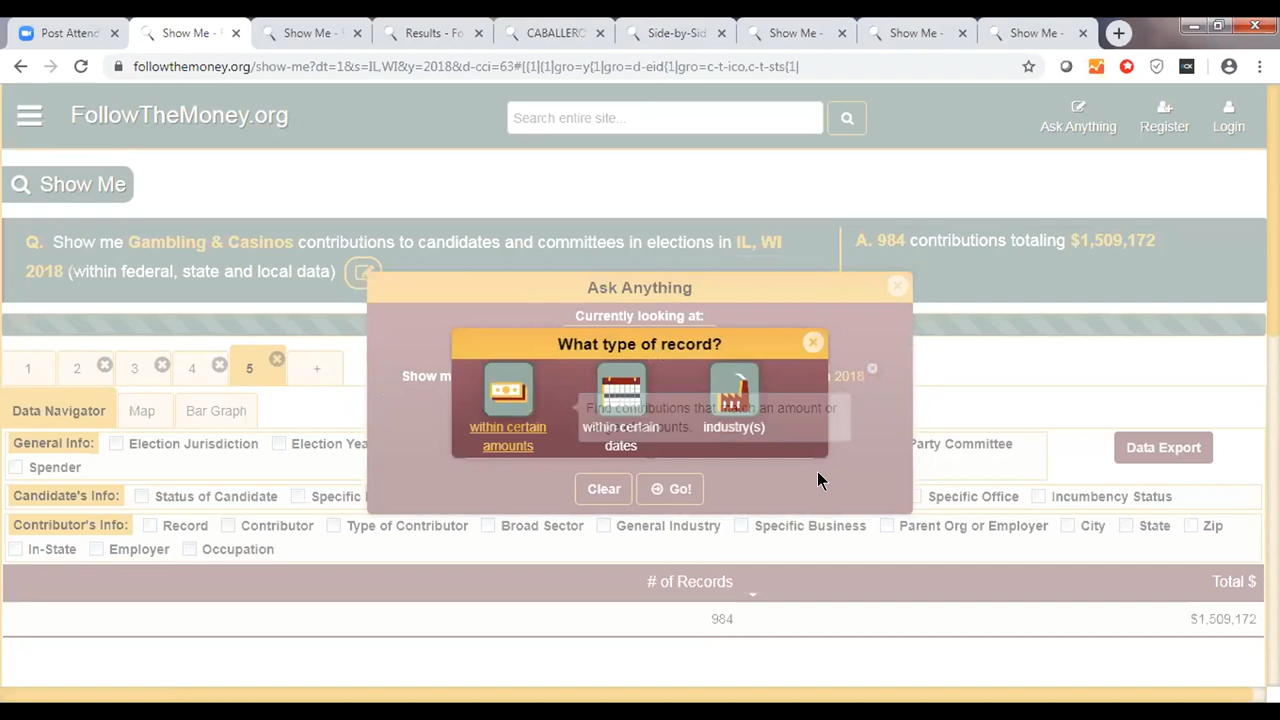 Post Attend
Show Me -
Show Me -
Results - Fo
CABALLERO
Side-by-Sid
Show Me -
Show Me
Show Me -
followthemoney.org/show-me?dt=1&s=IL,WI&y=2018&d-cci=63#[{1|gro=y{1|gro=d-eid{1|gro=c-t-ico,c-t-sts{1|
FollowTheMoney.org
Search entire site...
Ask Anything
Register
Login
Show Me
Q. Show me Gambling & Casinos contributions to candidates and committees in elections in IL, WI
2018 (within federal, state and local data)
A. 984 contributions totaling $1,509,172
Ask Anything
Currently looking at:
What type of record?
1
2
3
4
5
+
Show m
n 2018
Data Navigator
Map
Bar Graph
Find contributions that match an amount or
amounts.
within certain
amounts
within certain
dates
industry(s)
General Info:
Election Jurisdiction
Election Yea
Party Committee
Data Export
Spender
Clear
Go!
Candidate's Info:
Status of Candidate
Specific
Specific Office
Incumbency Status
Contributor's Info:
Record
Contributor
Type of Contributor
Broad Sector
General Industry
Specific Business
Parent Org or Employer
City
State
Zip
In-State
Employer
Occupation
# of Records
Total $
984
$1,509,172